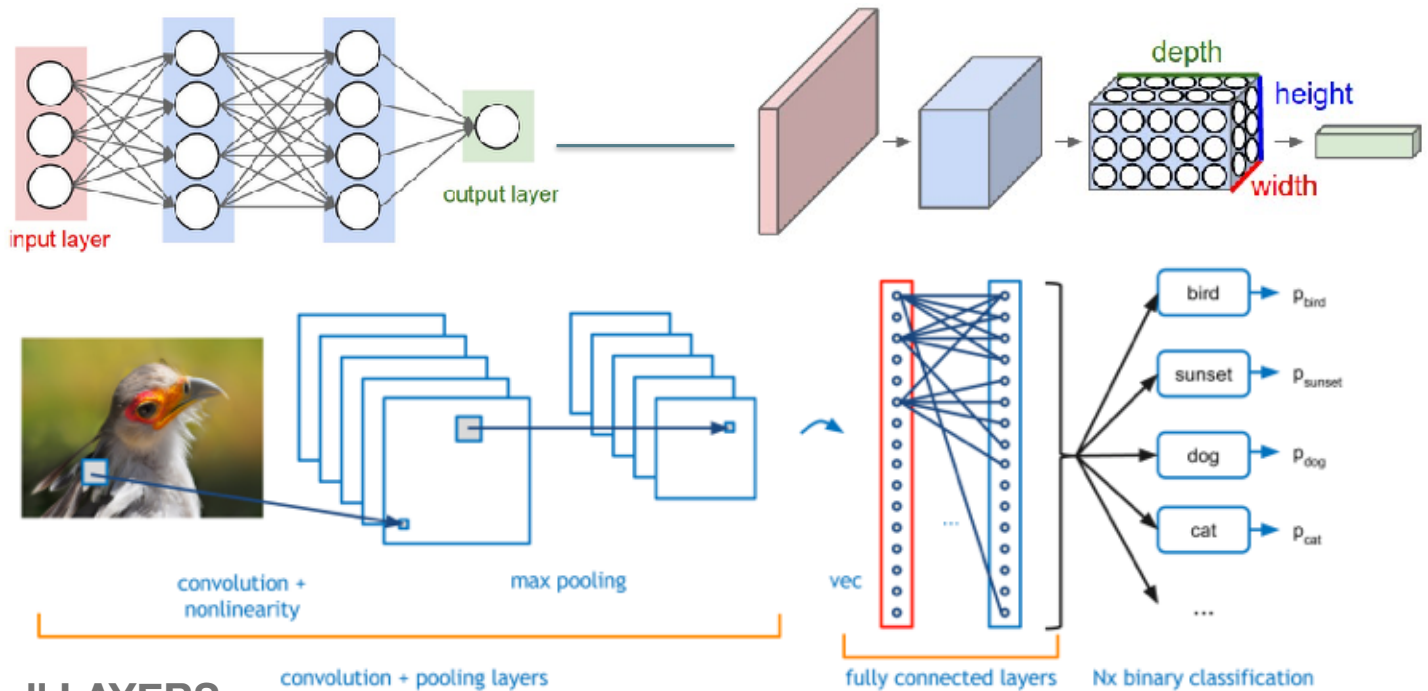 depth
height
width
output layer
input layer
bird
p_bird
sunset
p_sunset
dog
p_dog
cat
p_cat
...
...
convolution +
nonlinearity
max pooling
vec
convolution + pooling layers
fully connected layers
Nx binary classification
LAYERS